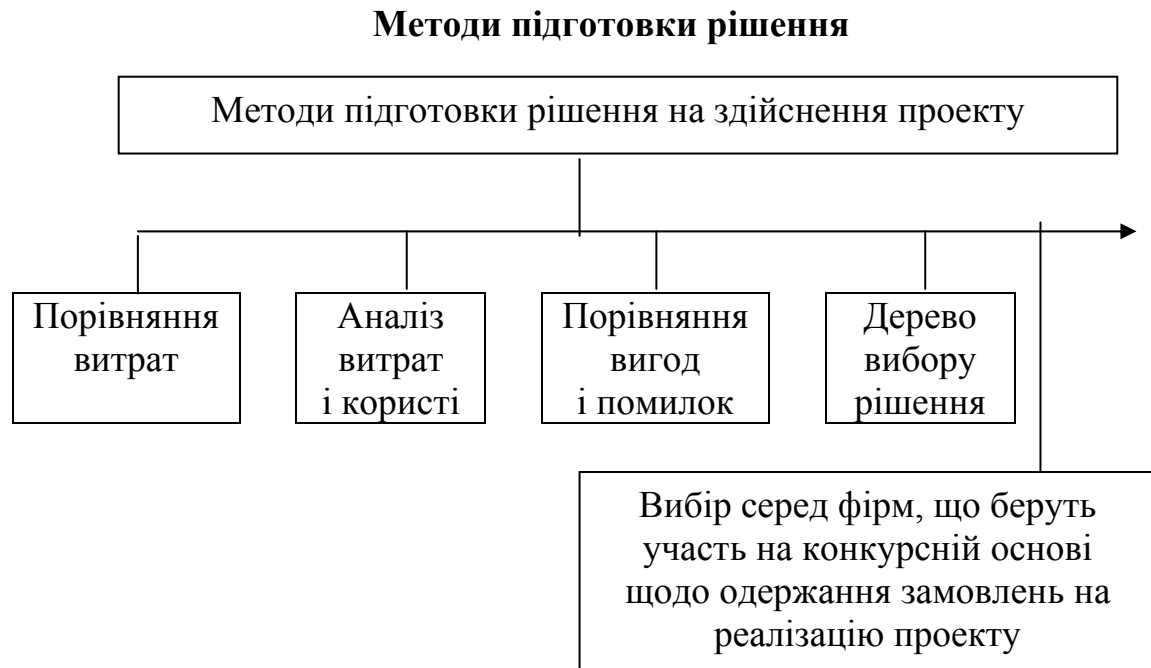 Методи підготовки рішення
Методи підготовки рішення на здійснення проекту
Порівняння
витрат
Аналіз
витрат
і користі
Порівняння
вигод
і помилок
Дерево
вибору
рішення
Вибір серед фірм, що беруть
участь на конкурсній основі
щодо одержання замовлень на
реалізацію проекту